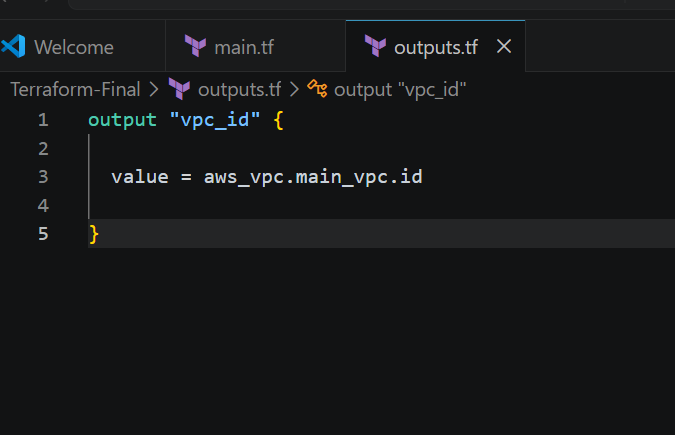 Welcome main.tf outputs.tf
Terraform-Final > outputs.tf > output "vpc_id"
1 output "vpc_id" {
2
3 value = aws_vpc.main_vpc.id
4
5 }